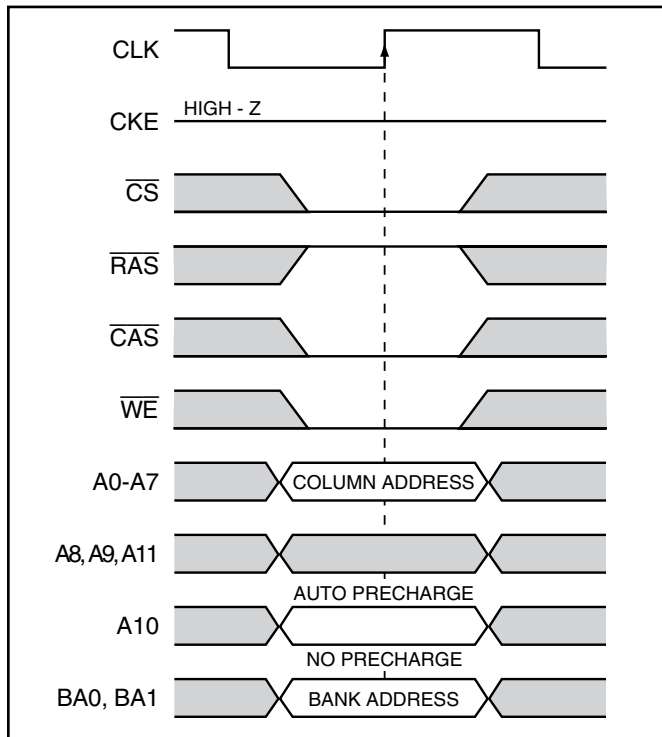 CLK
CKE HIGH - Z
CS
RAS
CAS
WE
A0-A7 COLUMN ADDRESS
A8, A9, A11
AUTO PRECHARGE
A10
NO PRECHARGE
BA0, BA1 BANK ADDRESS